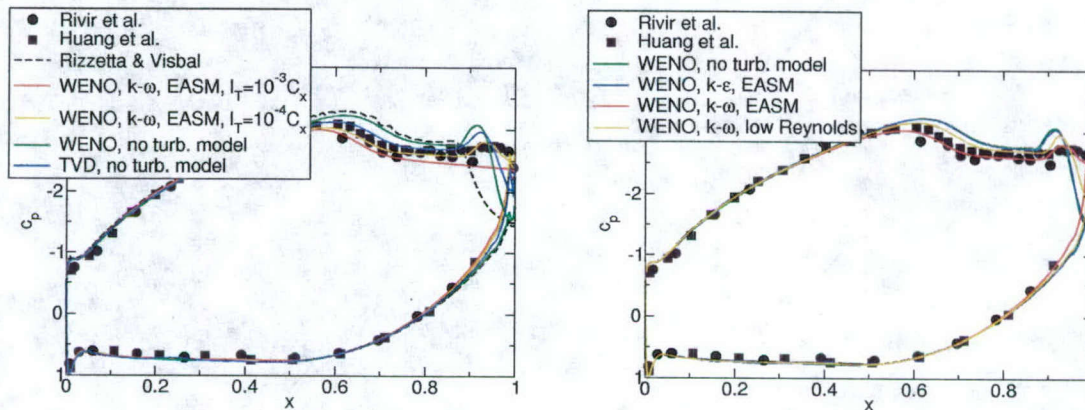 Rivir et al.
Huang et al.
Rizzetta & Visbal
WENO, k-ω, EASM, l_T=10^-3 C_x
WENO, k-ω, EASM, l_T=10^-4 C_x
WENO, no turb. model
TVD, no turb. model
-2
-1
0
1
c_p
0
0.2
0.4
0.6
0.8
1
x
Rivir et al.
Huang et al.
WENO, no turb. model
WENO, k-ε, EASM
WENO, k-ω, EASM
WENO, k-ω, low Reynolds
-3
-2
-1
0
1
c_p
0
0.2
0.4
0.6
0.8
x